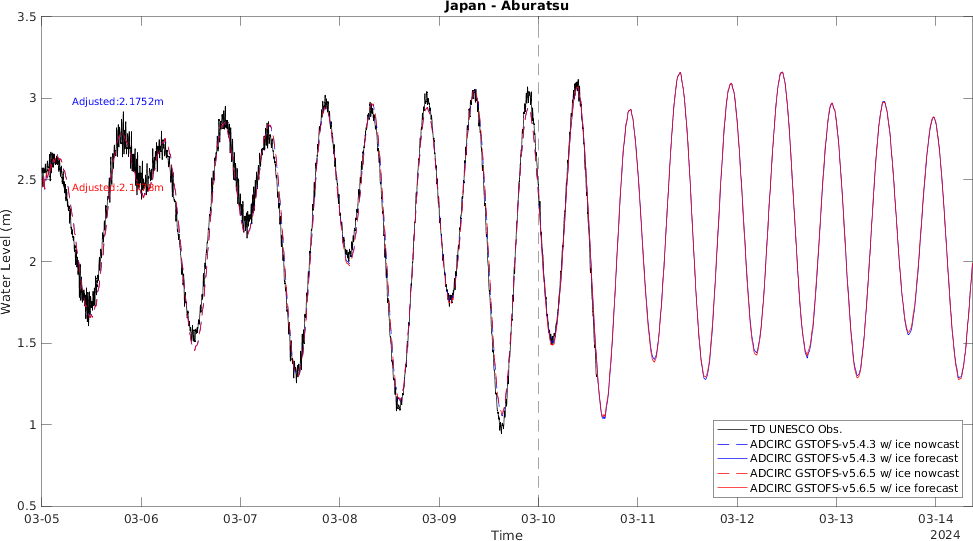 Japan - Aburatsu
3.5
3
2.5
2
1.5
1
0.5
Water Level (m)
Adjusted:2.1752m
03-05
03-06
03-07
03-08
03-09
03-10
03-11
03-12
03-13
03-14
2024
Time
TD UNESCO Obs.
ADCIRC GSTOFS-v5.4.3 w/ ice nowcast
ADCIRC GSTOFS-v5.4.3 w/ ice forecast
ADCIRC GSTOFS-v5.6.5 w/ ice nowcast
ADCIRC GSTOFS-v5.6.5 w/ ice forecast